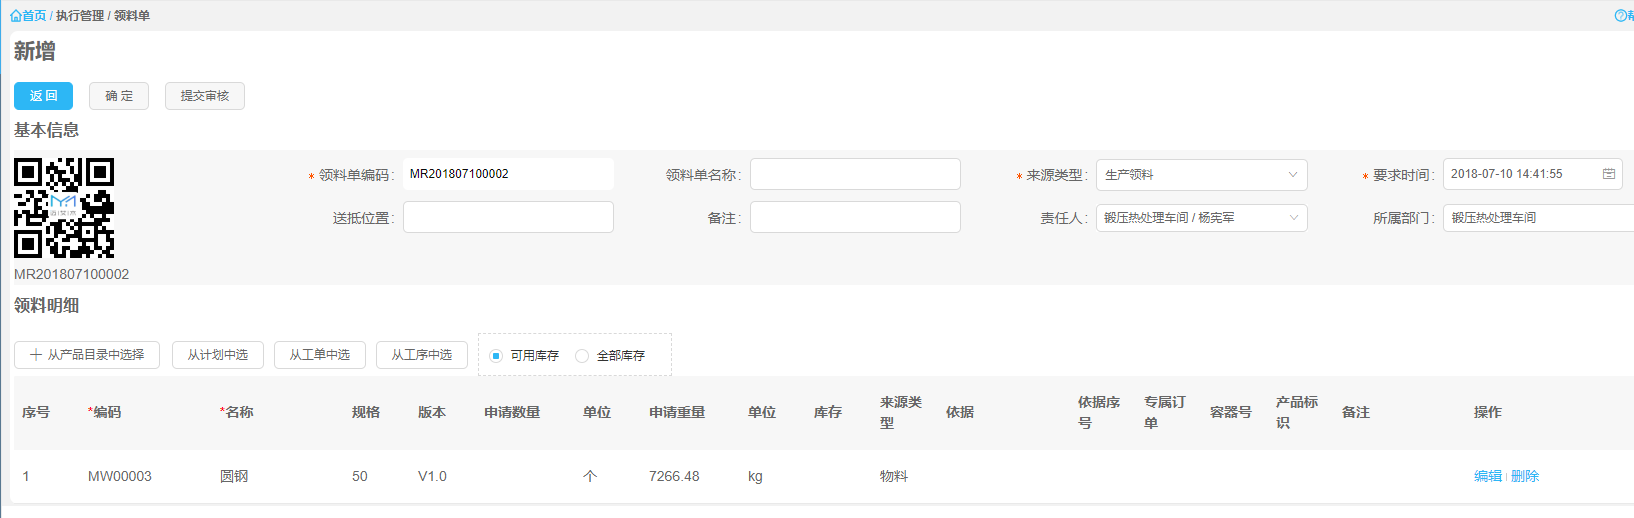 首页 / 执行管理 / 领料单
新增
返 回 确 定 提交审核
基本信息
* 领料单编码: MR201807100002 领料单名称: * 来源类型: 生产领料 * 要求时间: 2018-07-10 14:41:55
送抵位置: 备注: 责任人: 锻压热处理车间 / 杨宪军 所属部门: 锻压热处理车间
MR201807100002
领料明细
从产品目录中选择 从计划中选 从工单中选 从工序中选 可用库存 全部库存
序号 *编码 *名称 规格 版本 申请数量 单位 申请重量 单位 库存 来源类型 依据 依据序号 专属订单 容器号 产品标识 备注 操作
1 MW00003 圆钢 50 V1.0 个 7266.48 kg 物料 编辑 | 删除